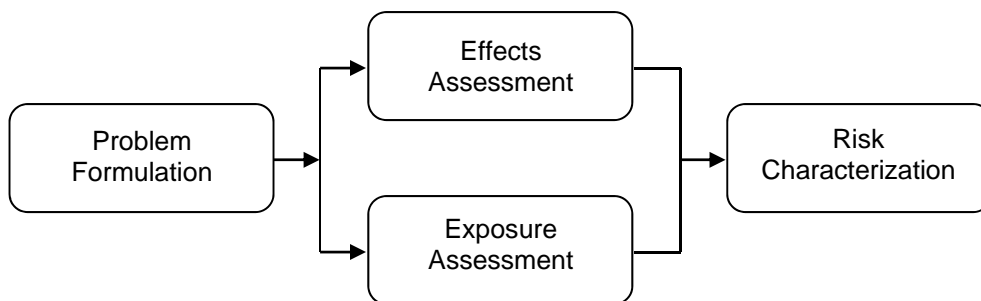 Problem
Formulation
Effects
Assessment
Exposure
Assessment
Risk
Characterization